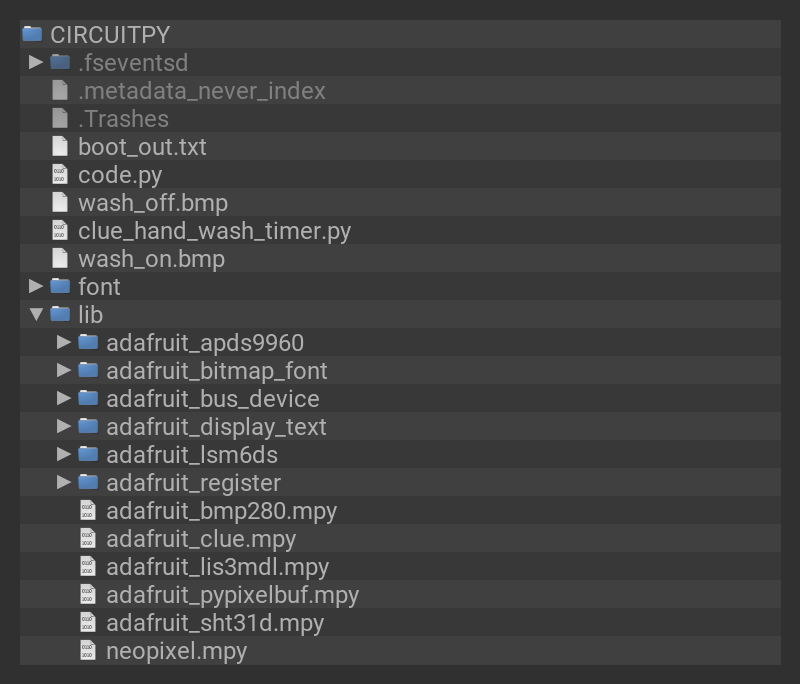 CIRCUITPY
.fseventsd
.metadata_never_index
.Trashes
boot_out.txt
code.py
wash_off.bmp
clue_hand_wash_timer.py
wash_on.bmp
font
lib
adafruit_apds9960
adafruit_bitmap_font
adafruit_bus_device
adafruit_display_text
adafruit_lsm6ds
adafruit_register
adafruit_bmp280.mpy
adafruit_clue.mpy
adafruit_lis3mdl.mpy
adafruit_pypixelbuf.mpy
adafruit_sht31d.mpy
neopixel.mpy